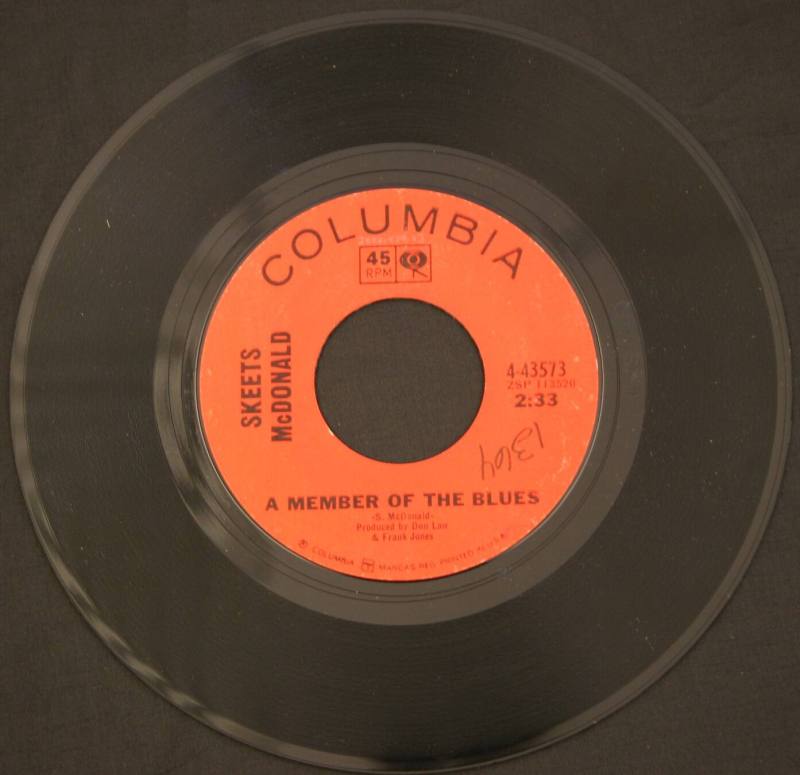 COLUMBIA
45
RPM
SKEETS
McDONALD
4-43573
ZSP 113520
2:33
1364
A MEMBER OF THE BLUES
-S. McDonald-
Produced by Don Law
& Frank Jones
® COLUMBIA MARCAS REG. PRINTED IN U.S.A.